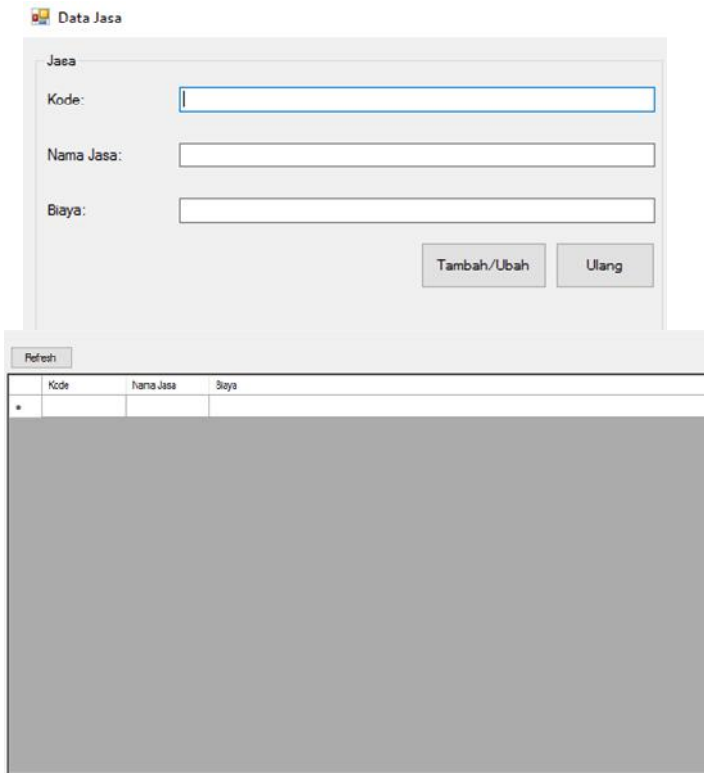 Data Jasa
Jasa
Kode:
Nama Jasa:
Biaya:
Tambah/Ubah Ulang
Refresh
Kode Nama Jasa Biaya